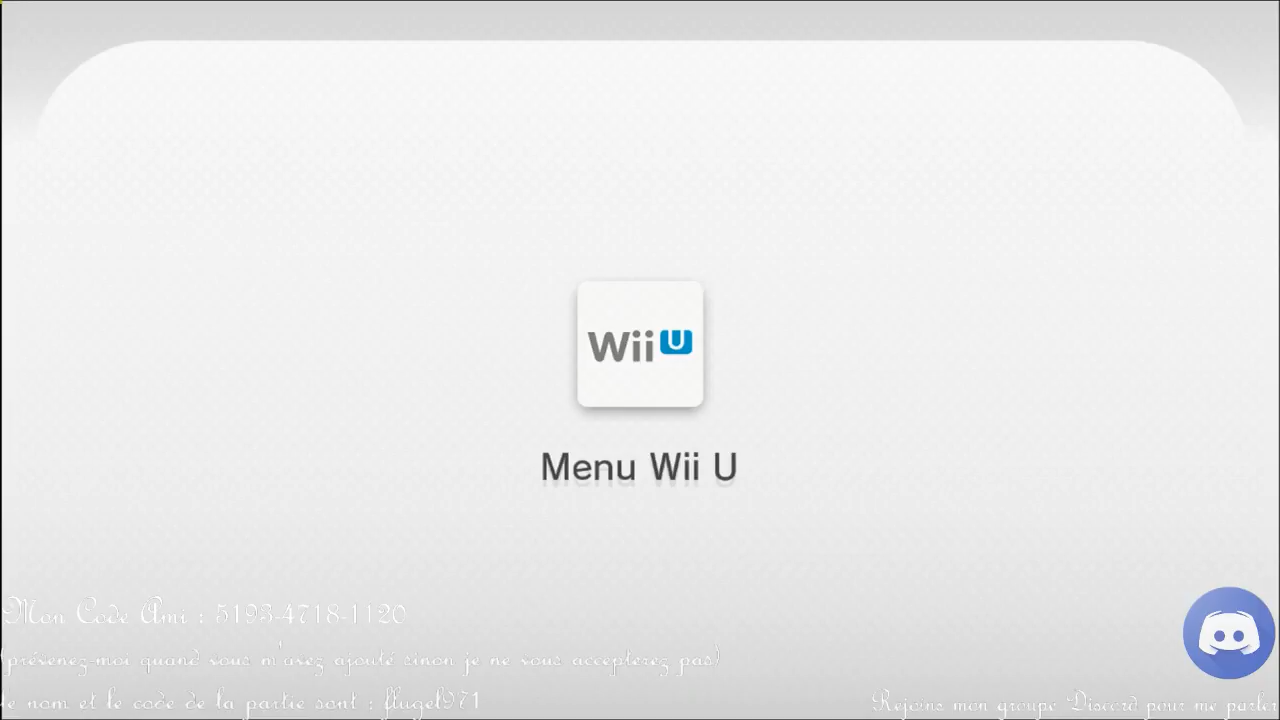 Wii U
Menu Wii U
Mon Code Ami : 5193-4718-1120
(prévenez-moi quand vous m'avez ajouté sinon je ne vous accepterez pas)
le nom et le code de la partie sont : flugel971
Rejoins mon groupe Discord pour me parler